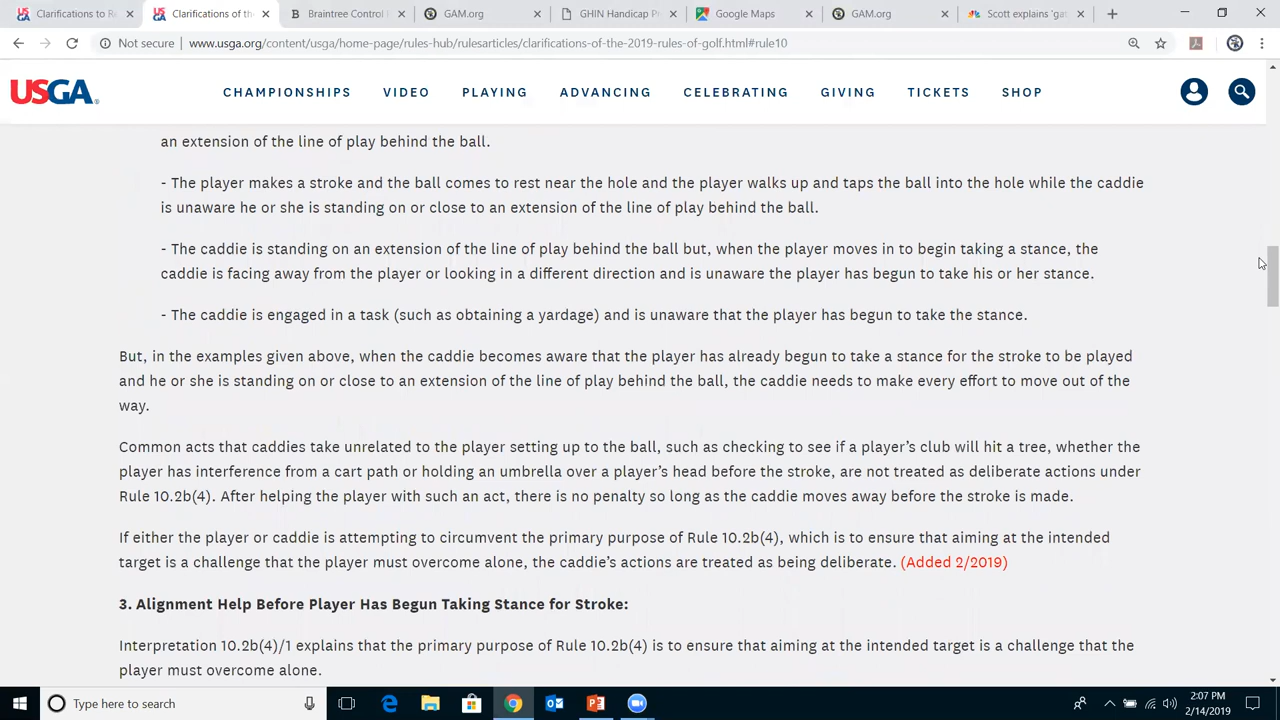 Clarifications to R
Clarifications of the
Braintree Control
GAM.org
GHIN Handicap Pr
Google Maps
GAM.org
Scott explains 'gat
Not secure
www.usga.org/content/usga/home-page/rules-hub/rulesarticles/clarifications-of-the-2019-rules-of-golf.html#rule10
USGA
CHAMPIONSHIPS VIDEO PLAYING ADVANCING CELEBRATING GIVING TICKETS SHOP
an extension of the line of play behind the ball.
- The player makes a stroke and the ball comes to rest near the hole and the player walks up and taps the ball into the hole while the caddie
is unaware he or she is standing on or close to an extension of the line of play behind the ball.
- The caddie is standing on an extension of the line of play behind the ball but, when the player moves in to begin taking a stance, the
caddie is facing away from the player or looking in a different direction and is unaware the player has begun to take his or her stance.
- The caddie is engaged in a task (such as obtaining a yardage) and is unaware that the player has begun to take the stance.
But, in the examples given above, when the caddie becomes aware that the player has already begun to take a stance for the stroke to be played
and he or she is standing on or close to an extension of the line of play behind the ball, the caddie needs to make every effort to move out of the
way.
Common acts that caddies take unrelated to the player setting up to the ball, such as checking to see if a player's club will hit a tree, whether the
player has interference from a cart path or holding an umbrella over a player's head before the stroke, are not treated as deliberate actions under
Rule 10.2b(4). After helping the player with such an act, there is no penalty so long as the caddie moves away before the stroke is made.
If either the player or caddie is attempting to circumvent the primary purpose of Rule 10.2b(4), which is to ensure that aiming at the intended
target is a challenge that the player must overcome alone, the caddie's actions are treated as being deliberate. (Added 2/2019)
3. Alignment Help Before Player Has Begun Taking Stance for Stroke:
Interpretation 10.2b(4)/1 explains that the primary purpose of Rule 10.2b(4) is to ensure that aiming at the intended target is a challenge that the
player must overcome alone.
Type here to search
2:07 PM
2/14/2019